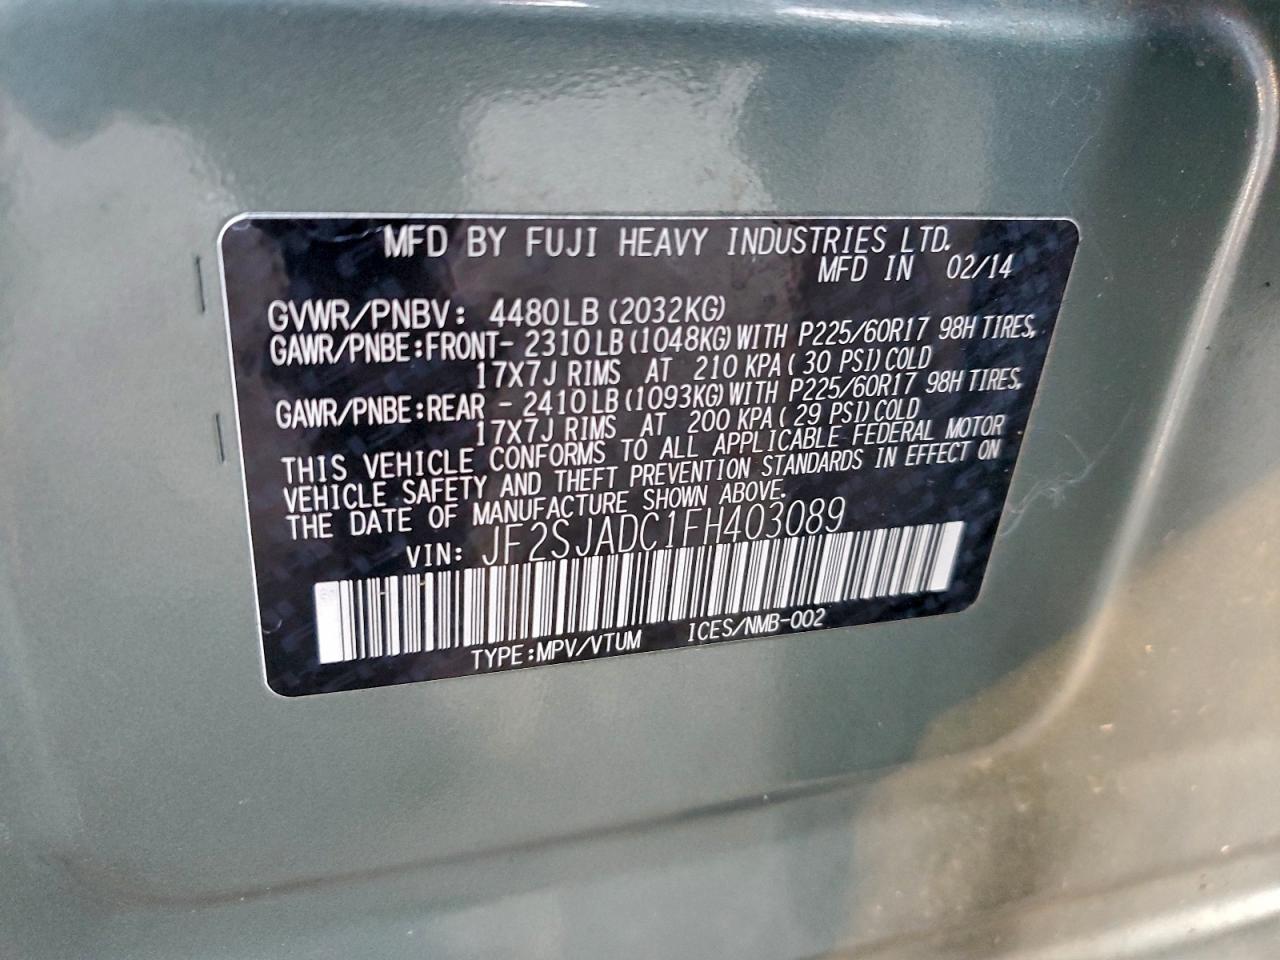 MFD BY FUJI HEAVY INDUSTRIES LTD.
MFD IN 02/14
GVWR/PNBV: 4480LB (2032KG)
GAWR/PNBE:FRONT- 2310LB (1048KG) WITH P225/60R17 98H TIRES,
17X7J RIMS AT 210 KPA ( 30 PSI) COLD
GAWR/PNBE:REAR - 2410LB (1093KG) WITH P225/60R17 98H TIRES,
17X7J RIMS AT 200 KPA ( 29 PSI) COLD
THIS VEHICLE CONFORMS TO ALL APPLICABLE FEDERAL MOTOR
VEHICLE SAFETY AND THEFT PREVENTION STANDARDS IN EFFECT ON
THE DATE OF MANUFACTURE SHOWN ABOVE.
VIN: JF2SJADC1FH403089
TYPE:MPV/VTUM ICES/NMB-002